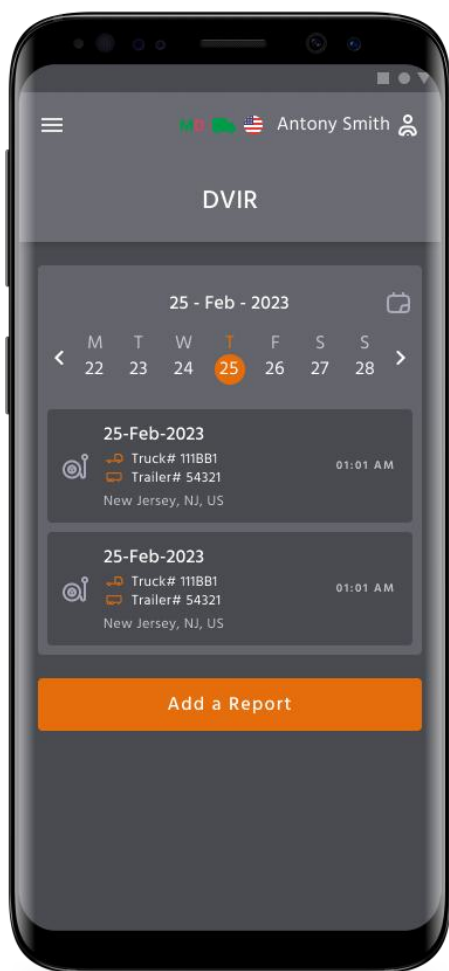 Antony Smith
DVIR
25 - Feb - 2023
M T W T F S S
22 23 24 25 26 27 28
25-Feb-2023
Truck# 111BB1
01:01 AM
Trailer# 54321
New Jersey, NJ, US
25-Feb-2023
Truck# 111BB1
01:01 AM
Trailer# 54321
New Jersey, NJ, US
Add a Report